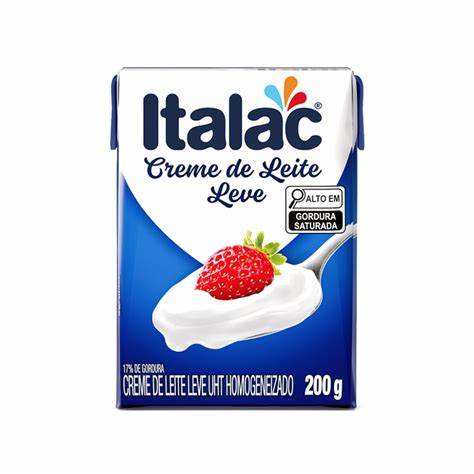 Italac®
Creme de Leite
Leve
ALTO EM
GORDURA
SATURADA
17% DE GORDURA
CREME DE LEITE LEVE UHT HOMOGENEIZADO 200 g